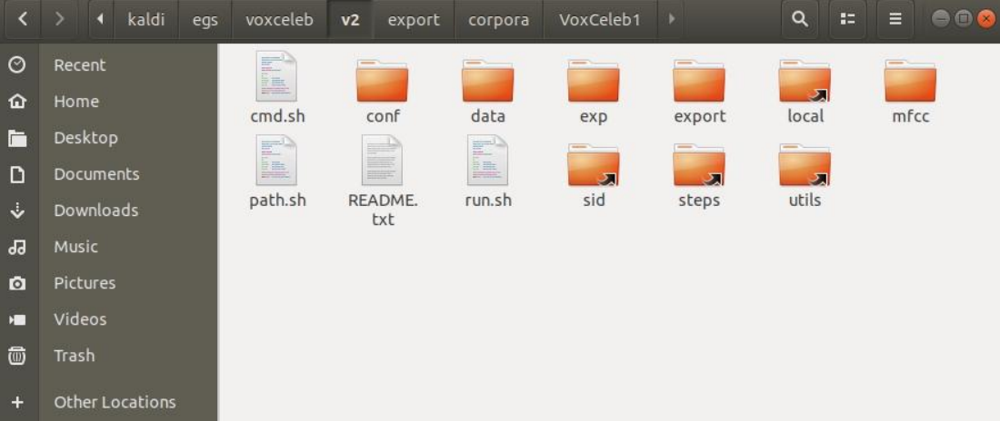 kaldi egs voxceleb v2 export corpora VoxCeleb1
Recent
Home
Desktop
Documents
Downloads
Music
Pictures
Videos
Trash
Other Locations
cmd.sh conf data exp export local mfcc
path.sh README. run.sh sid steps utils
txt